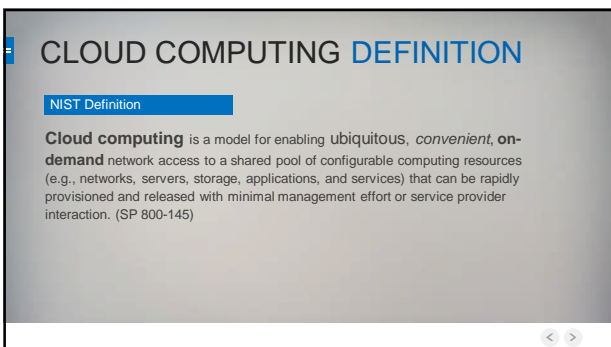 CLOUD COMPUTING DEFINITION
NIST Definition
Cloud computing is a model for enabling ubiquitous, convenient, on-
demand network access to a shared pool of configurable computing resources
(e.g., networks, servers, storage, applications, and services) that can be rapidly
provisioned and released with minimal management effort or service provider
interaction. (SP 800-145)